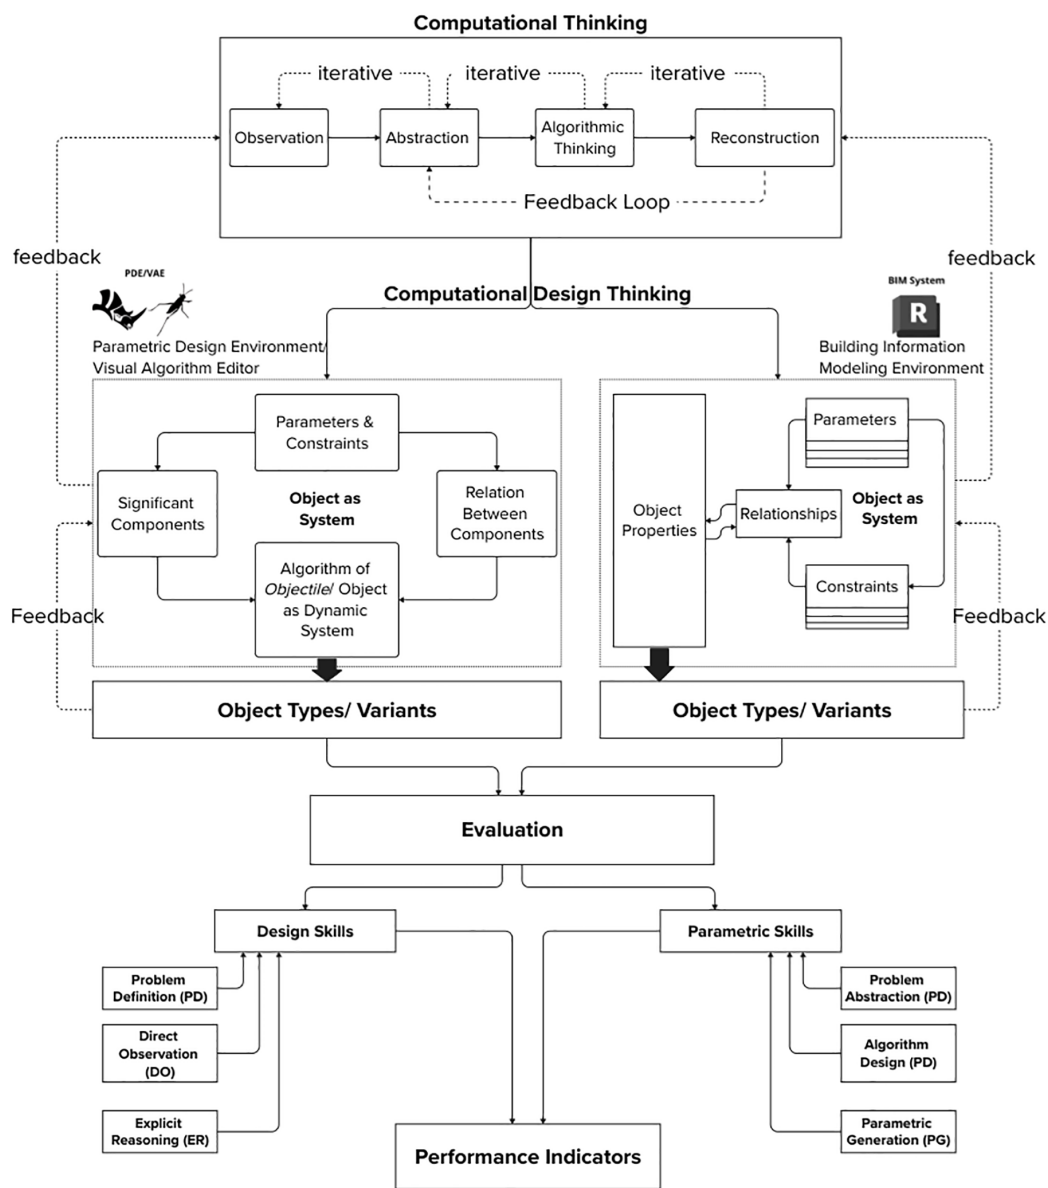 Computational Thinking
iterative
iterative
iterative
Observation
Abstraction
Algorithmic
Thinking
Reconstruction
Feedback Loop
feedback
feedback
PDE/VAE
BIM System
Computational Design Thinking
R
Parametric Design Environment/
Visual Algorithm Editor
Building Information
Modeling Environment
Parameters &
Constraints
Significant
Components
Object as
System
Relation
Between
Components
Algorithm of
Objectile/ Object
as Dynamic
System
Object
Properties
Parameters
Relationships
Object as
System
Constraints
Feedback
Feedback
Object Types/ Variants
Object Types/ Variants
Evaluation
Design Skills
Parametric Skills
Problem
Definition (PD)
Direct
Observation
(DO)
Explicit
Reasoning (ER)
Problem
Abstraction (PD)
Algorithm
Design (PD)
Parametric
Generation (PG)
Performance Indicators